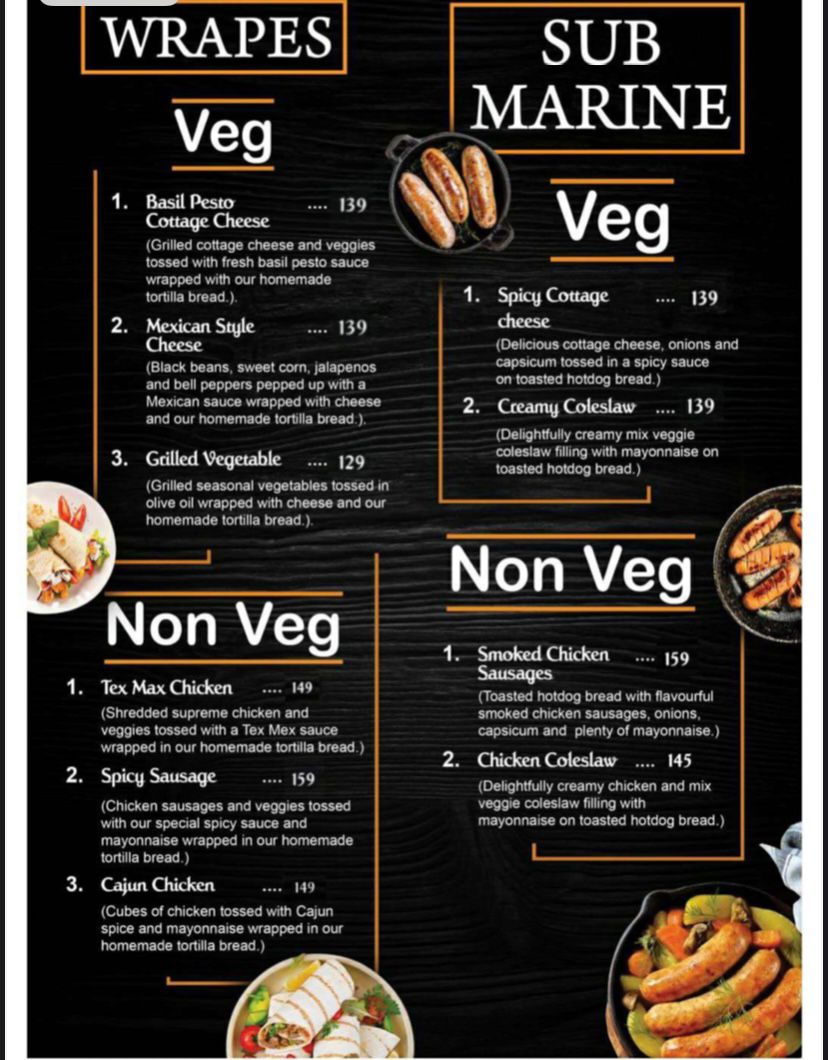 WRAPES
Veg
1. Basil Pesto .... 139
Cottage Cheese
(Grilled cottage cheese and veggies
tossed with fresh basil pesto sauce
wrapped with our homemade
tortilla bread.).
2. Mexican Style .... 139
Cheese
(Black beans, sweet corn, jalapenos
and bell peppers pepped up with a
Mexican sauce wrapped with cheese
and our homemade tortilla bread.).
3. Grilled Vegetable .... 129
(Grilled seasonal vegetables tossed in
olive oil wrapped with cheese and our
homemade tortilla bread.).
Non Veg
1. Tex Max Chicken .... 149
(Shredded supreme chicken and
veggies tossed with a Tex Mex sauce
wrapped in our homemade tortilla bread.)
2. Spicy Sausage .... 159
(Chicken sausages and veggies tossed
with our special spicy sauce and
mayonnaise wrapped in our homemade
tortilla bread.)
3. Cajun Chicken .... 149
(Cubes of chicken tossed with Cajun
spice and mayonnaise wrapped in our
homemade tortilla bread.)
SUB
MARINE
Veg
1. Spicy Cottage .... 139
cheese
(Delicious cottage cheese, onions and
capsicum tossed in a spicy sauce
on toasted hotdog bread.)
2. Creamy Coleslaw .... 139
(Delightfully creamy mix veggie
coleslaw filling with mayonnaise on
toasted hotdog bread.)
Non Veg
1. Smoked Chicken .... 159
Sausages
(Toasted hotdog bread with flavourful
smoked chicken sausages, onions,
capsicum and plenty of mayonnaise.)
2. Chicken Coleslaw .... 145
(Delightfully creamy chicken and mix
veggie coleslaw filling with
mayonnaise on toasted hotdog bread.)